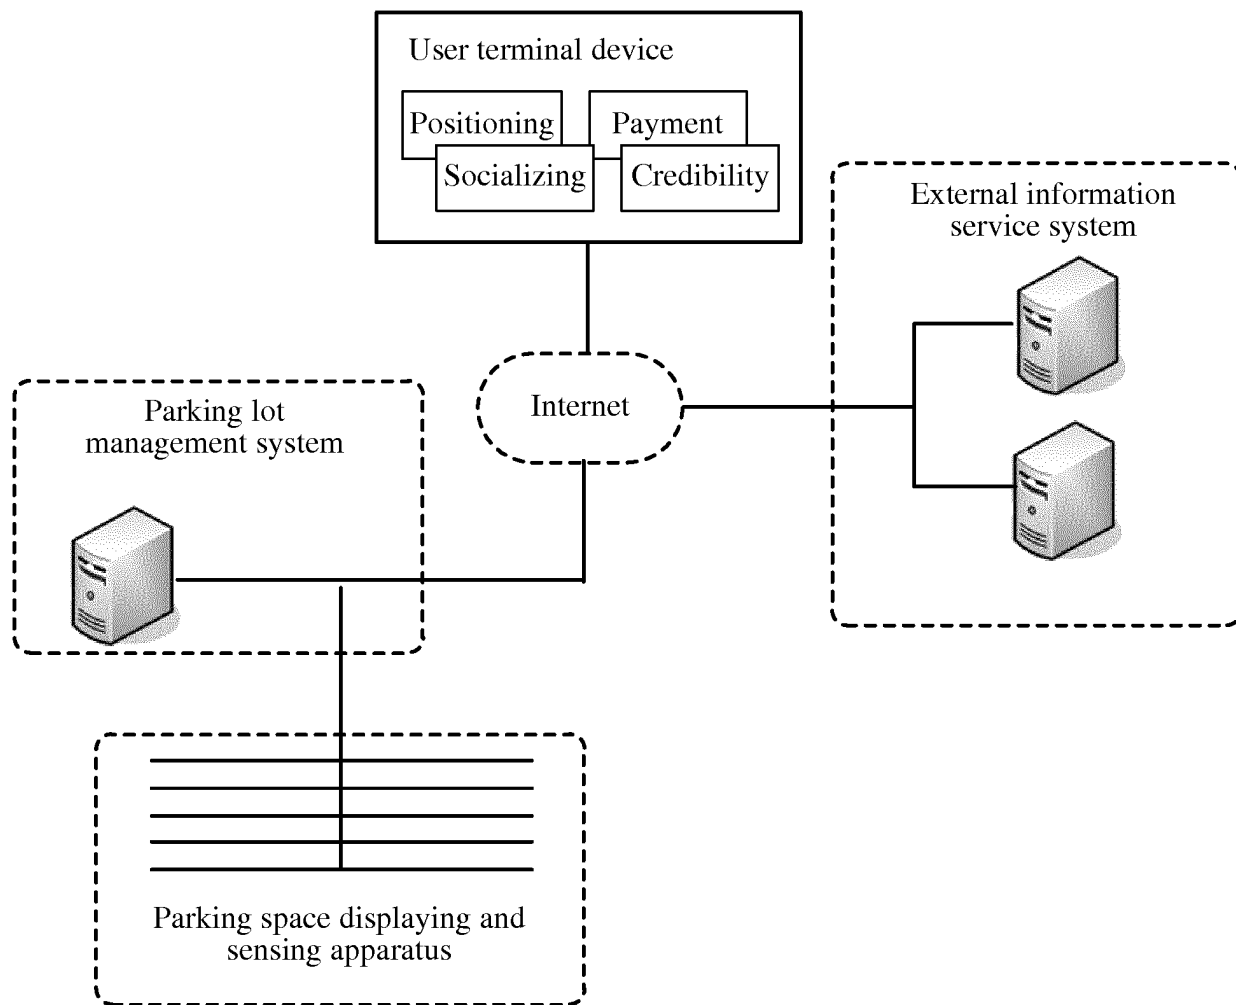 User terminal device
Positioning
Payment
Socializing
Credibility
External information
service system
Internet
Parking lot
management system
Parking space displaying and
sensing apparatus